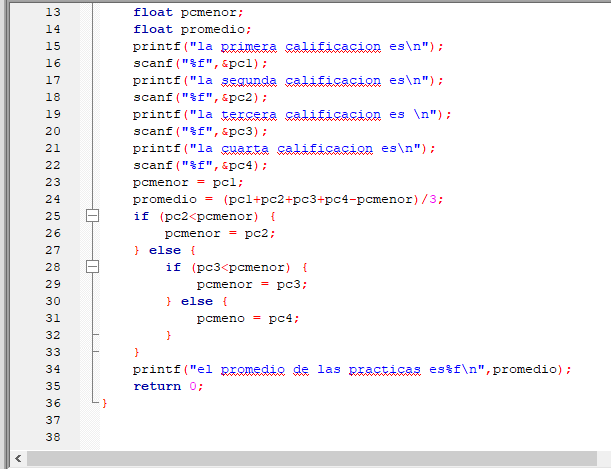 13 float pcmenor;
14 float promedio;
15 printf("la primera calificacion es\n");
16 scanf("%f",&pc1);
17 printf("la segunda calificacion es\n");
18 scanf("%f",&pc2);
19 printf("la tercera calificacion es \n");
20 scanf("%f",&pc3);
21 printf("la cuarta calificacion es\n");
22 scanf("%f",&pc4);
23 pcmenor = pc1;
24 promedio = (pc1+pc2+pc3+pc4-pcmenor)/3;
25 if (pc2<pcmenor) {
26 pcmenor = pc2;
27 } else {
28 if (pc3<pcmenor) {
29 pcmenor = pc3;
30 } else {
31 pcmeno = pc4;
32 }
33 }
34 printf("el promedio de las practicas es%f\n",promedio);
35 return 0;
36 }
37
38